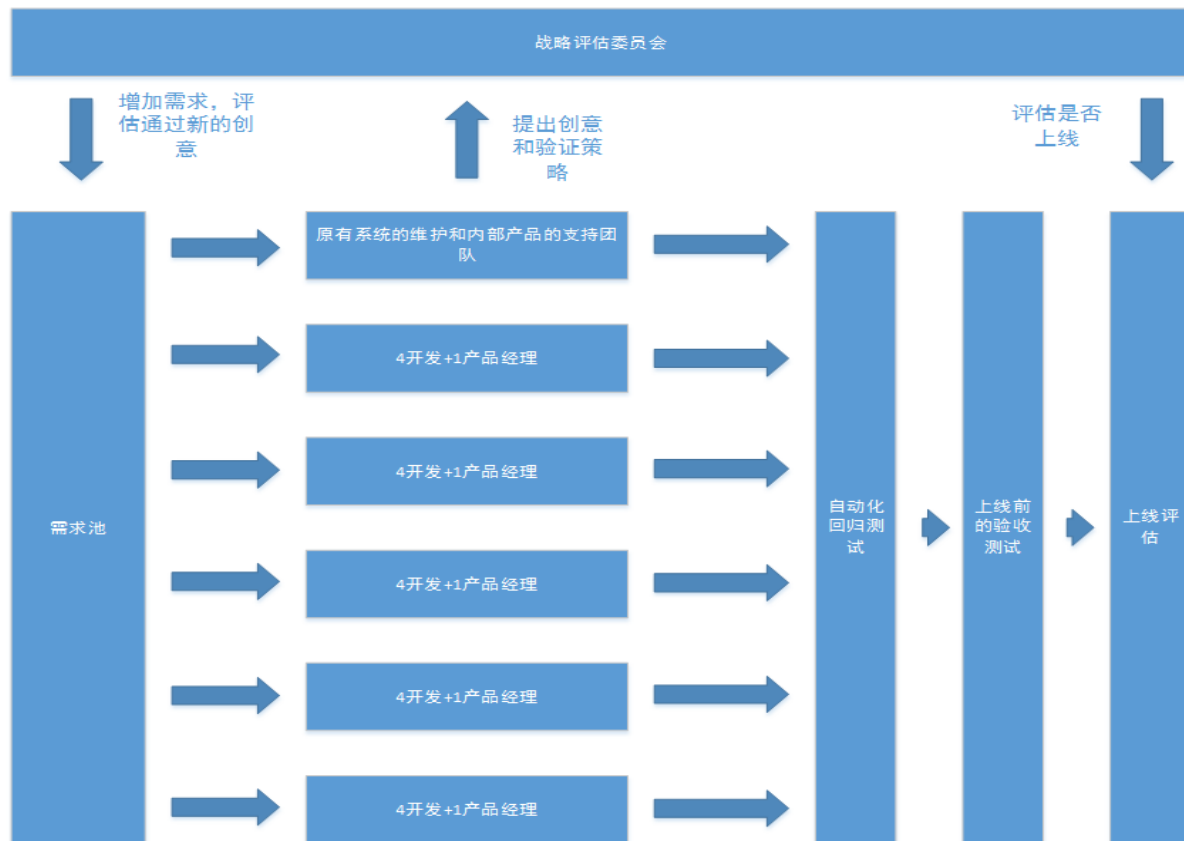 战略评估委员会
增加需求，评
估通过新的创
意
提出创意
和验证策
略
评估是否
上线
需求池
原有系统的维护和内部产品的支持团
队
4开发+1产品经理
4开发+1产品经理
4开发+1产品经理
4开发+1产品经理
4开发+1产品经理
自动化
回归测
试
上线前
的验收
测试
上线评
估